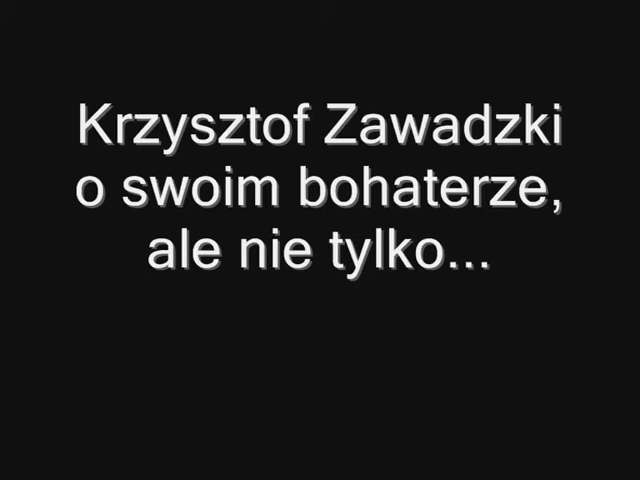 Krzysztof Zawadzki
o swoim bohaterze,
ale nie tylko...